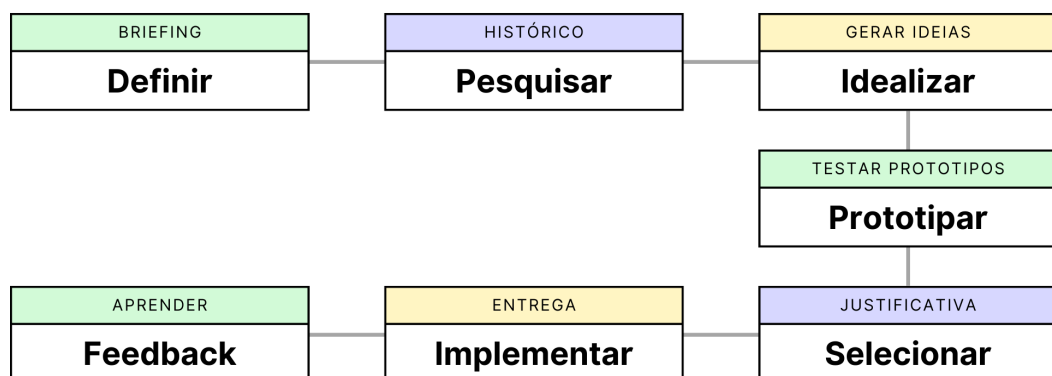 BRIEFING
Definir
HISTÓRICO
Pesquisar
GERAR IDEIAS
Idealizar
TESTAR PROTOTIPOS
Prototipar
JUSTIFICATIVA
Selecionar
ENTREGA
Implementar
APRENDER
Feedback